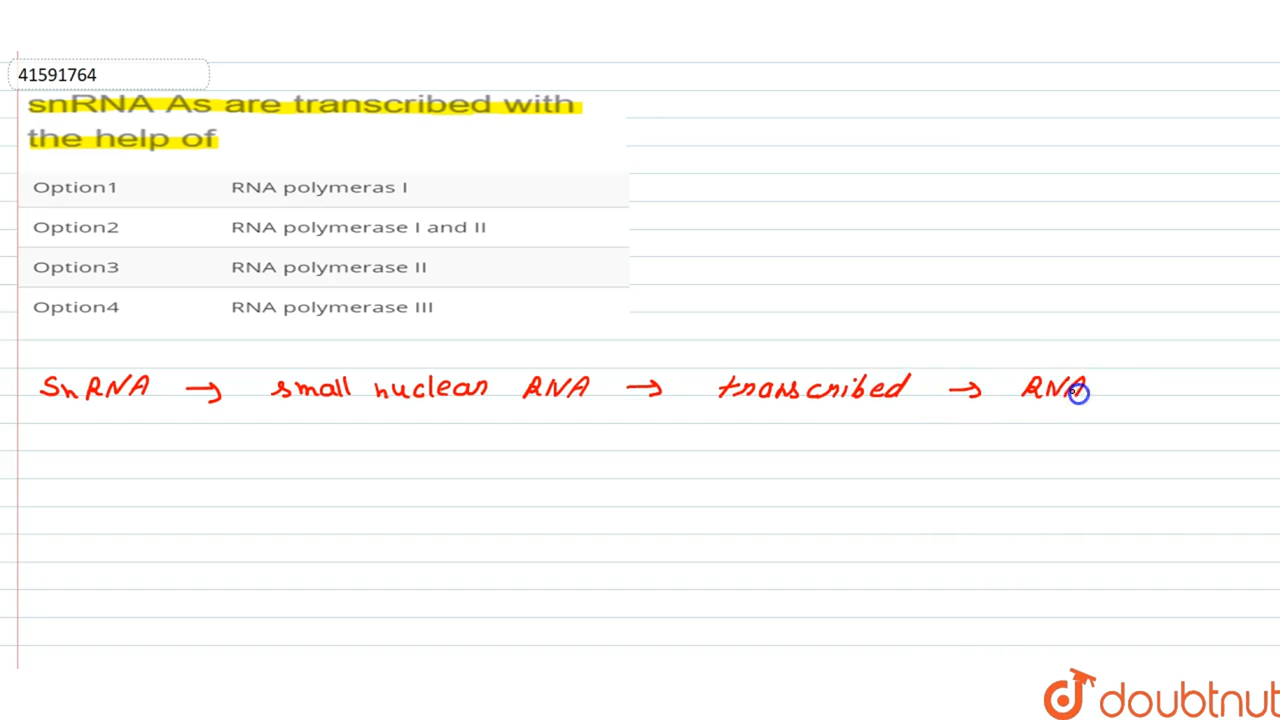 41591764
snRNA As are transcribed with
the help of
Option1 RNA polymeras I
Option2 RNA polymerase I and II
Option3 RNA polymerase II
Option4 RNA polymerase III
SnRNA → small nuclear RNA → transcribed → RNA
doubtnut